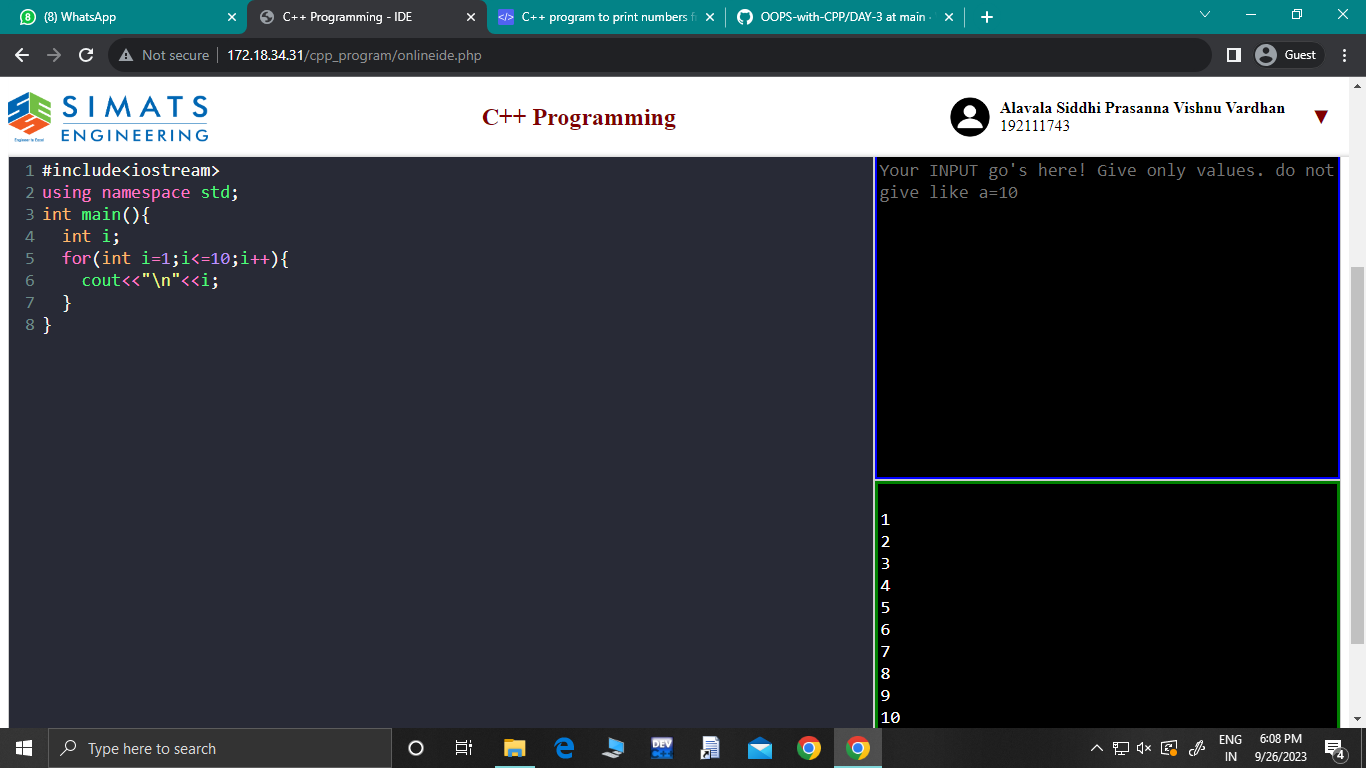 (8) WhatsApp
C++ Programming - IDE
C++ program to print numbers f
OOPS-with-CPP/DAY-3 at main
Not secure
172.18.34.31/cpp_program/onlineide.php
Guest
SIMATS
ENGINEERING
Engineer to Excel
C++ Programming
Alavala Siddhi Prasanna Vishnu Vardhan
192111743
1 #include<iostream>
2 using namespace std;
3 int main(){
4   int i;
5   for(int i=1;i<=10;i++){
6     cout<<"\n"<<i;
7   }
8 }
Your INPUT go's here! Give only values. do not
give like a=10
1
2
3
4
5
6
7
8
9
10
Type here to search
DEV
ENG
IN
6:08 PM
9/26/2023
4